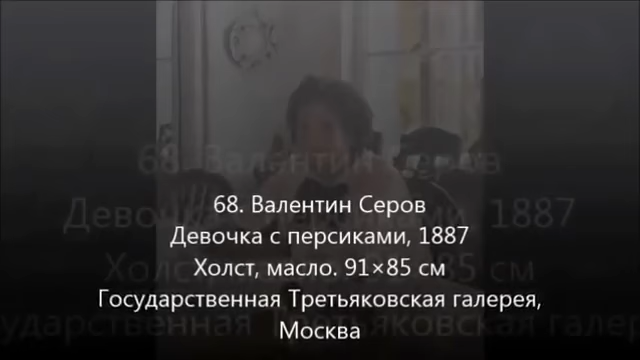 68. Валентин Серов
Девочка с персиками, 1887
Холст, масло. 91×85 см
Государственная Третьяковская галерея,
Москва